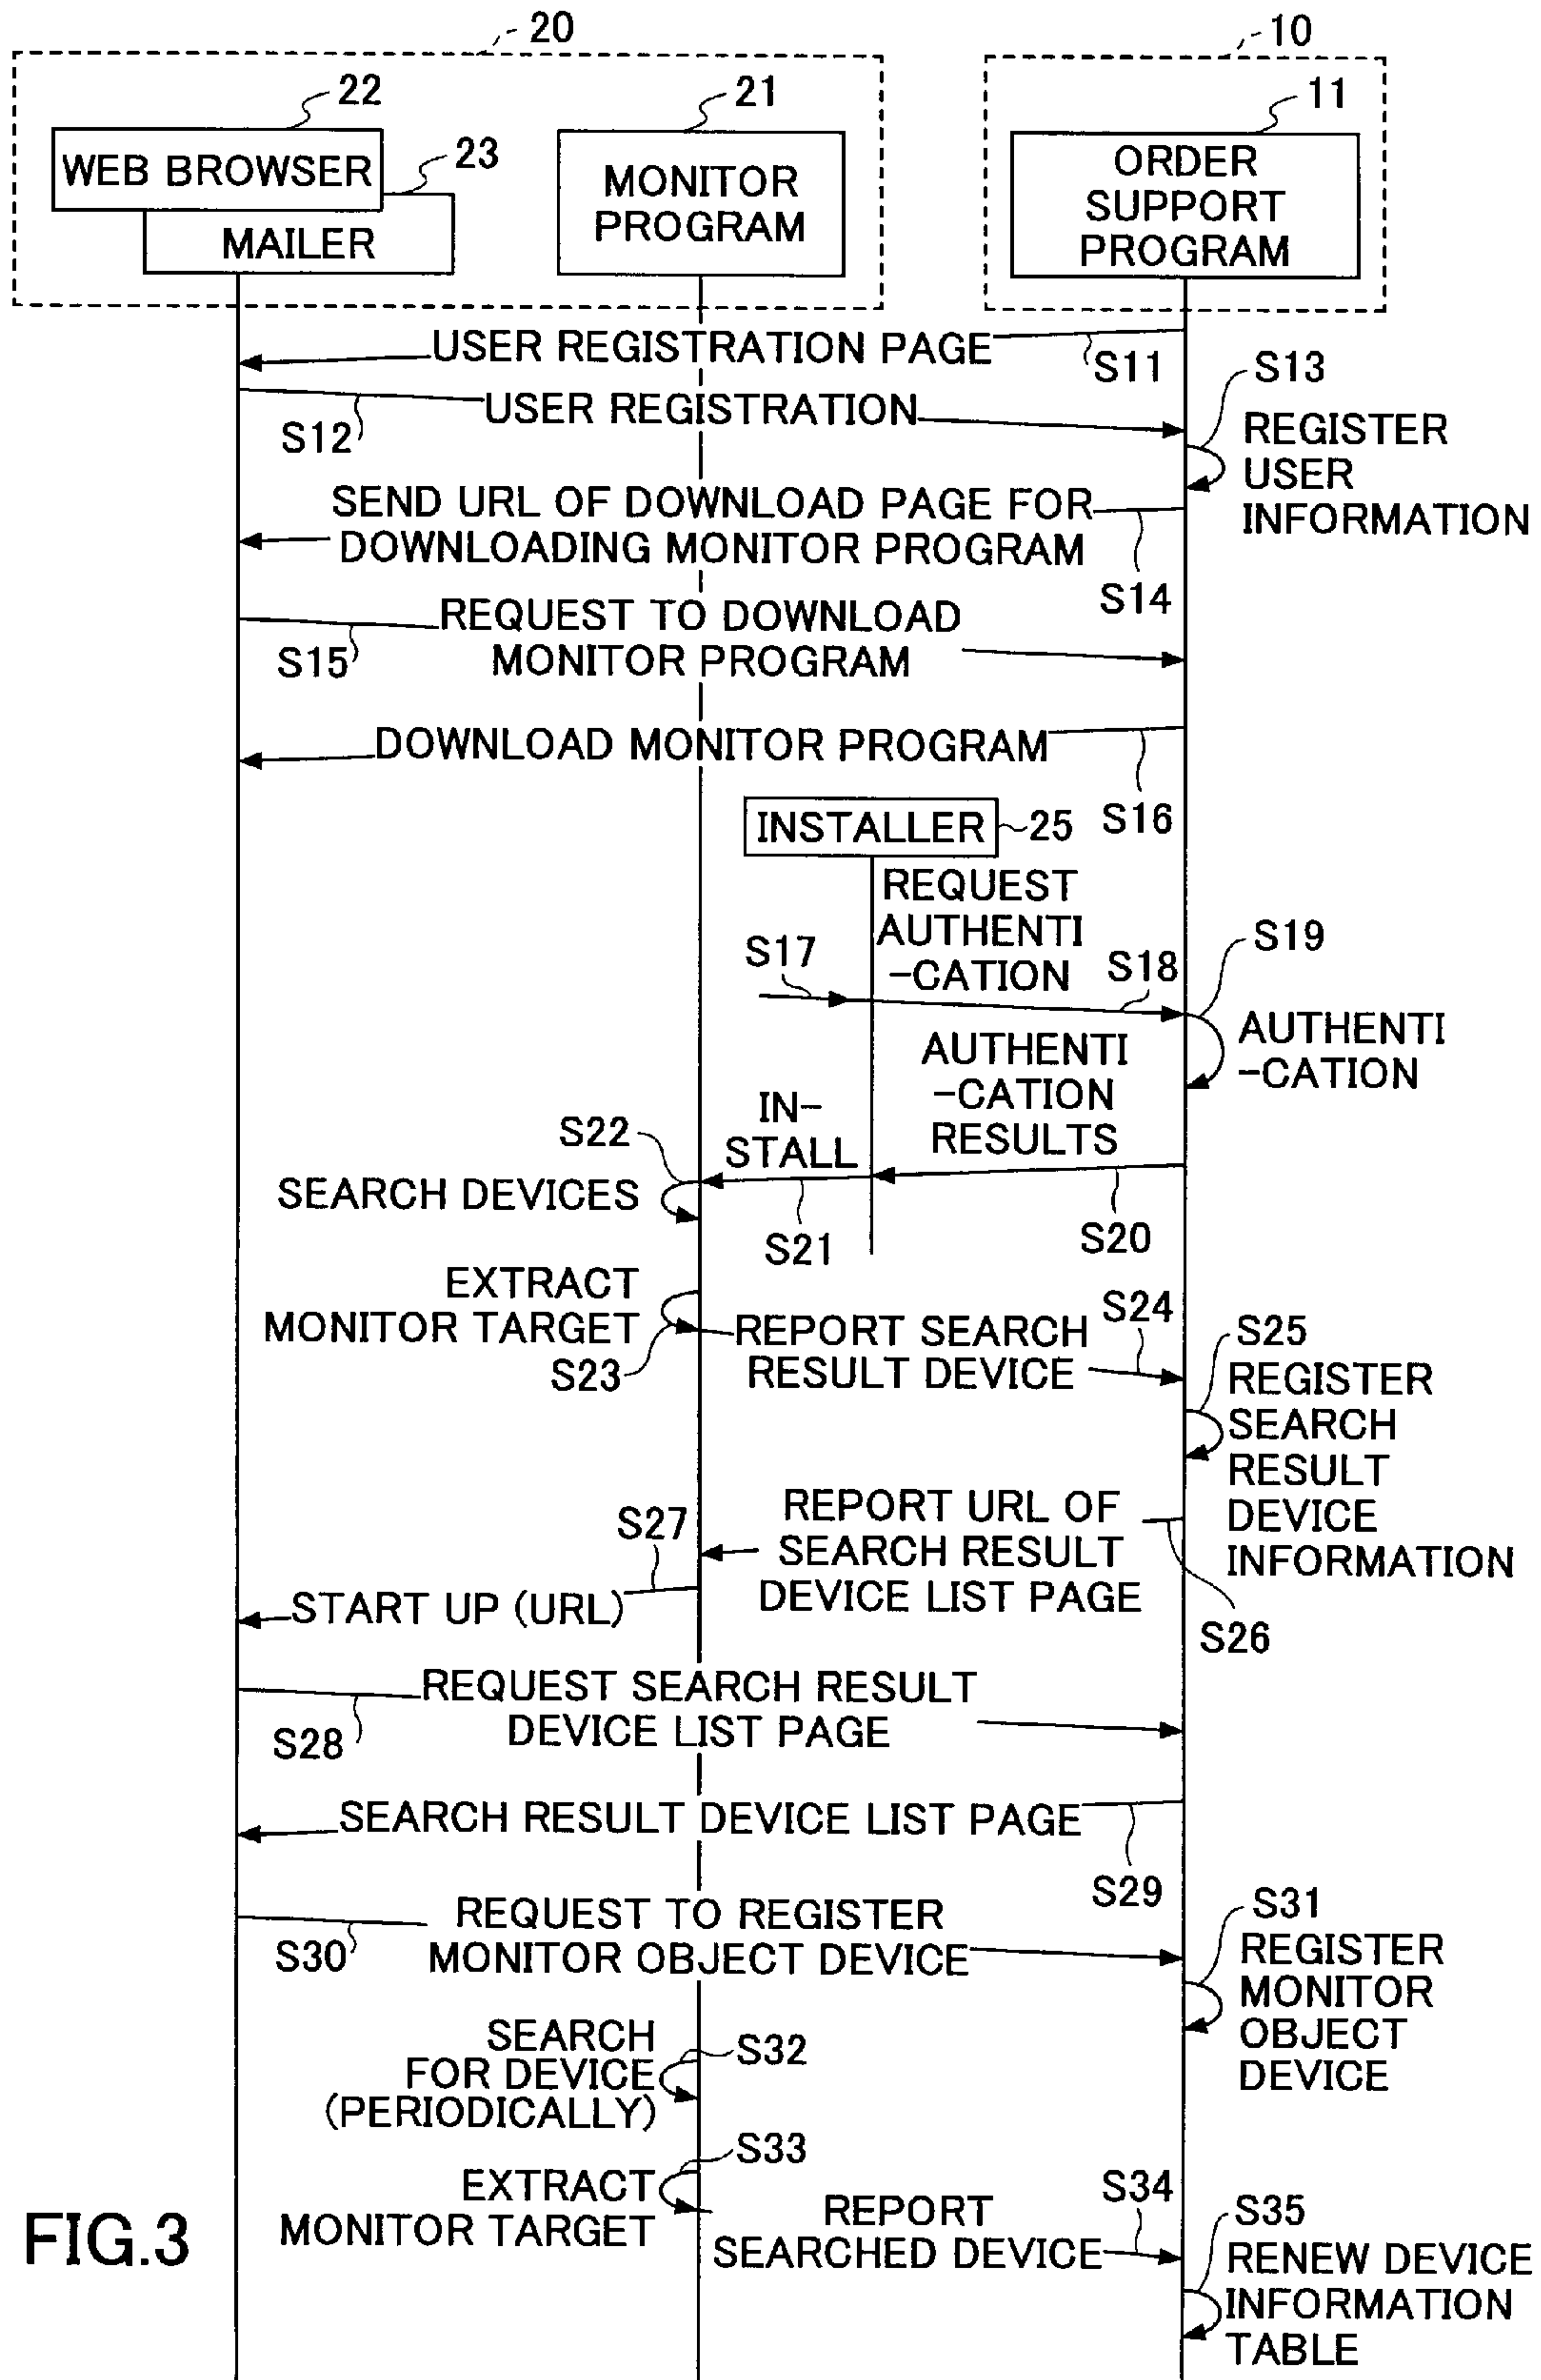 20
10
22
21
11
WEB BROWSER
23
MAILER
MONITOR
PROGRAM
ORDER
SUPPORT
PROGRAM
USER REGISTRATION PAGE
S11
S13
S12
USER REGISTRATION
REGISTER
USER
INFORMATION
SEND URL OF DOWNLOAD PAGE FOR
DOWNLOADING MONITOR PROGRAM
S14
REQUEST TO DOWNLOAD
MONITOR PROGRAM
S15
DOWNLOAD MONITOR PROGRAM
S16
INSTALLER
25
REQUEST
AUTHENTI
-CATION
S17
S18
S19
AUTHENTI
-CATION
AUTHENTI
-CATION
RESULTS
IN-
STALL
S22
SEARCH DEVICES
S21
S20
EXTRACT
MONITOR TARGET
S23
REPORT SEARCH
RESULT DEVICE
S24
S25
REGISTER
SEARCH
RESULT
DEVICE
INFORMATION
REPORT URL OF
SEARCH RESULT
DEVICE LIST PAGE
S27
START UP (URL)
S26
REQUEST SEARCH RESULT
DEVICE LIST PAGE
S28
SEARCH RESULT DEVICE LIST PAGE
S29
REQUEST TO REGISTER
MONITOR OBJECT DEVICE
S30
S31
REGISTER
MONITOR
OBJECT
DEVICE
SEARCH
FOR DEVICE
(PERIODICALLY)
S32
S33
EXTRACT
MONITOR TARGET
REPORT
SEARCHED DEVICE
S34
S35
RENEW DEVICE
INFORMATION
TABLE
FIG.3